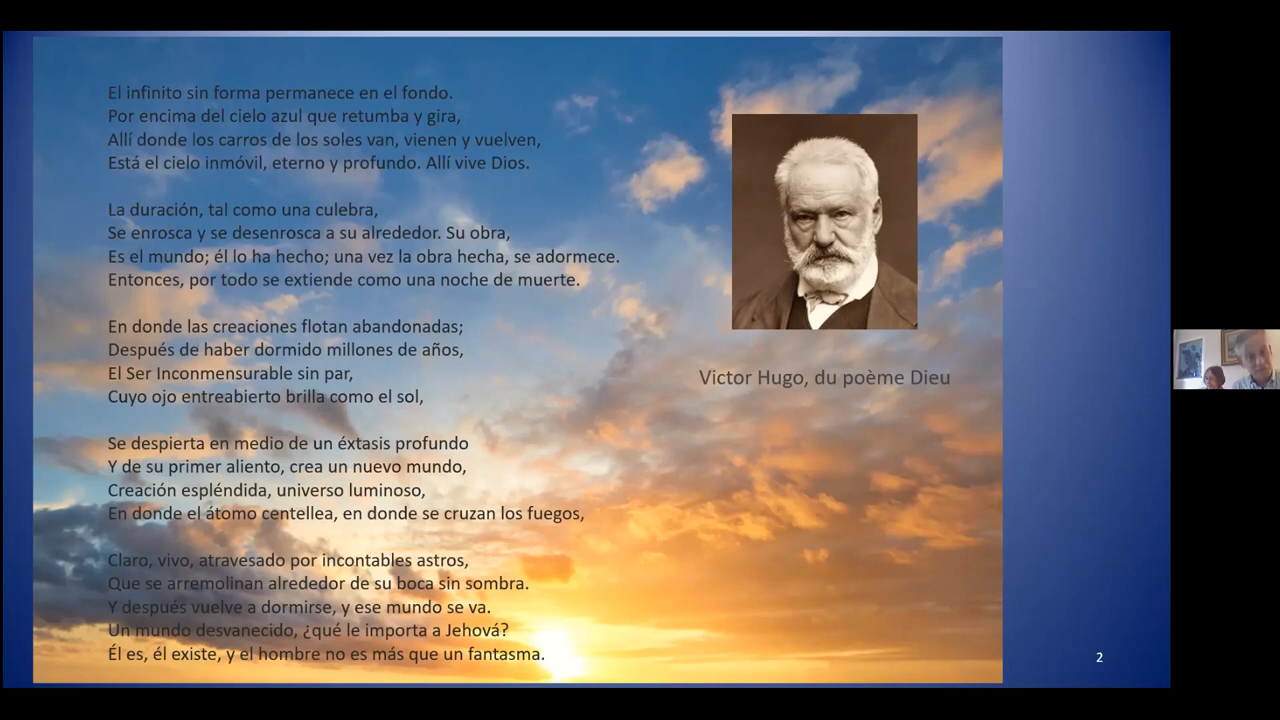 El infinito sin forma permanece en el fondo.
Por encima del cielo azul que retumba y gira,
Allí donde los carros de los soles van, vienen y vuelven,
Está el cielo inmóvil, eterno y profundo. Allí vive Dios.
La duración, tal como una culebra,
Se enrosca y se desenrosca a su alrededor. Su obra,
Es el mundo; él lo ha hecho; una vez la obra hecha, se adormece.
Entonces, por todo se extiende como una noche de muerte.
En donde las creaciones flotan abandonadas;
Después de haber dormido millones de años,
El Ser Inconmensurable sin par,
Cuyo ojo entreabierto brilla como el sol,
Se despierta en medio de un éxtasis profundo
Y de su primer aliento, crea un nuevo mundo,
Creación espléndida, universo luminoso,
En donde el átomo centellea, en donde se cruzan los fuegos,
Claro, vivo, atravesado por incontables astros,
Que se arremolinan alrededor de su boca sin sombra.
Y después vuelve a dormirse, y ese mundo se va.
Un mundo desvanecido, ¿qué le importa a Jehová?
Él es, él existe, y el hombre no es más que un fantasma.
Victor Hugo, du poème Dieu
2